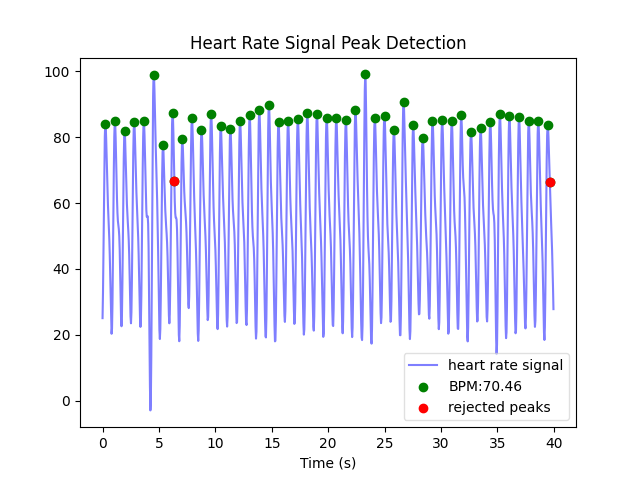 Heart Rate Signal Peak Detection
100
80
60
40
20
0
0 5 10 15 20 25 30 35 40
Time (s)
heart rate signal
BPM:70.46
rejected peaks